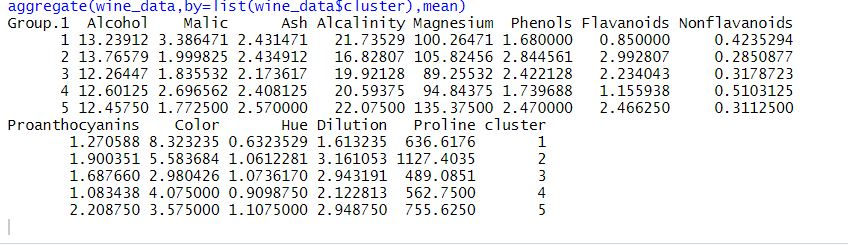 aggregate(wine_data,by=list(wine_data$cluster),mean)
Group.1 Alcohol Malic Ash Alcalinity Magnesium Phenols Flavanoids Nonflavanoids
1 13.23912 3.386471 2.431471 21.73529 100.26471 1.680000 0.850000 0.4235294
2 13.76579 1.999825 2.434912 16.82807 105.82456 2.844561 2.992807 0.2850877
3 12.26447 1.835532 2.173617 19.92128 89.25532 2.422128 2.234043 0.3178723
4 12.60125 2.696562 2.408125 20.59375 94.84375 1.739688 1.155938 0.5103125
5 12.45750 1.772500 2.570000 22.07500 135.37500 2.470000 2.466250 0.3112500
Proanthocyanins Color Hue Dilution Proline cluster
1.270588 8.323235 0.6323529 1.613235 636.6176 1
1.900351 5.583684 1.0612281 3.161053 1127.4035 2
1.687660 2.980426 1.0736170 2.943191 489.0851 3
1.083438 4.075000 0.9098750 2.122813 562.7500 4
2.208750 3.575000 1.1075000 2.948750 755.6250 5